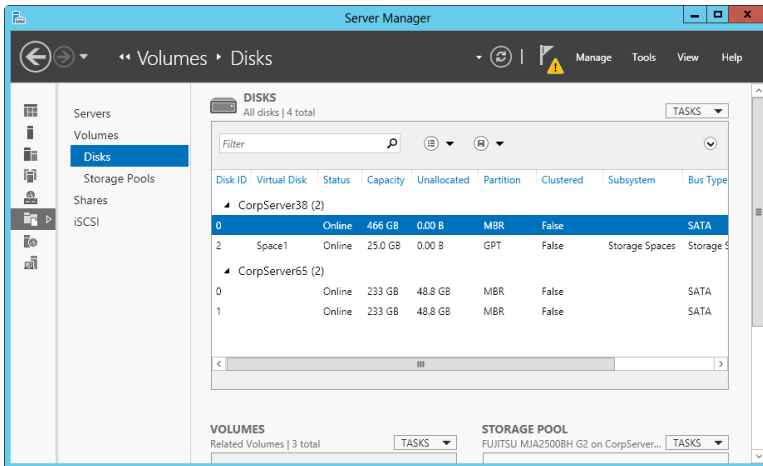 Server Manager
Volumes Disks
Manage Tools View Help
Servers
Volumes
Disks
Storage Pools
Shares
iSCSI
DISKS
All disks | 4 total
TASKS
Filter
Disk ID Virtual Disk Status Capacity Unallocated Partition Clustered Subsystem Bus Type
CorpServer38 (2)
0 Online 466 GB 0.00 B MBR False SATA
2 Space1 Online 25.0 GB 0.00 B GPT False Storage Spaces Storage S
CorpServer65 (2)
0 Online 233 GB 48.8 GB MBR False SATA
1 Online 233 GB 48.8 GB MBR False SATA
VOLUMES
Related Volumes | 3 total
TASKS
STORAGE POOL
FUJITSU MJA2500BH G2 on CorpServer...
TASKS